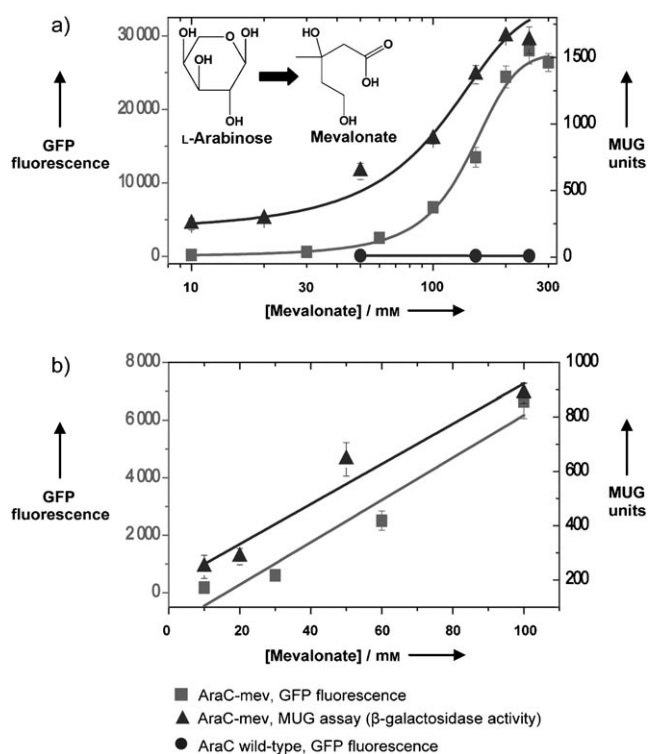 a)
30 000
20 000
10 000
0
GFP
fluorescence
OH
O
OH
OH
OH
L-Arabinose
HO
O
OH
OH
Mevalonate
1500
1000
500
0
MUG
units
10
30
100
300
[Mevalonate] / mM
b)
8 000
6 000
4 000
2 000
0
GFP
fluorescence
1000
800
600
400
200
MUG
units
0
20
40
60
80
100
[Mevalonate] / mM
AraC-mev, GFP fluorescence
AraC-mev, MUG assay (β-galactosidase activity)
AraC wild-type, GFP fluorescence